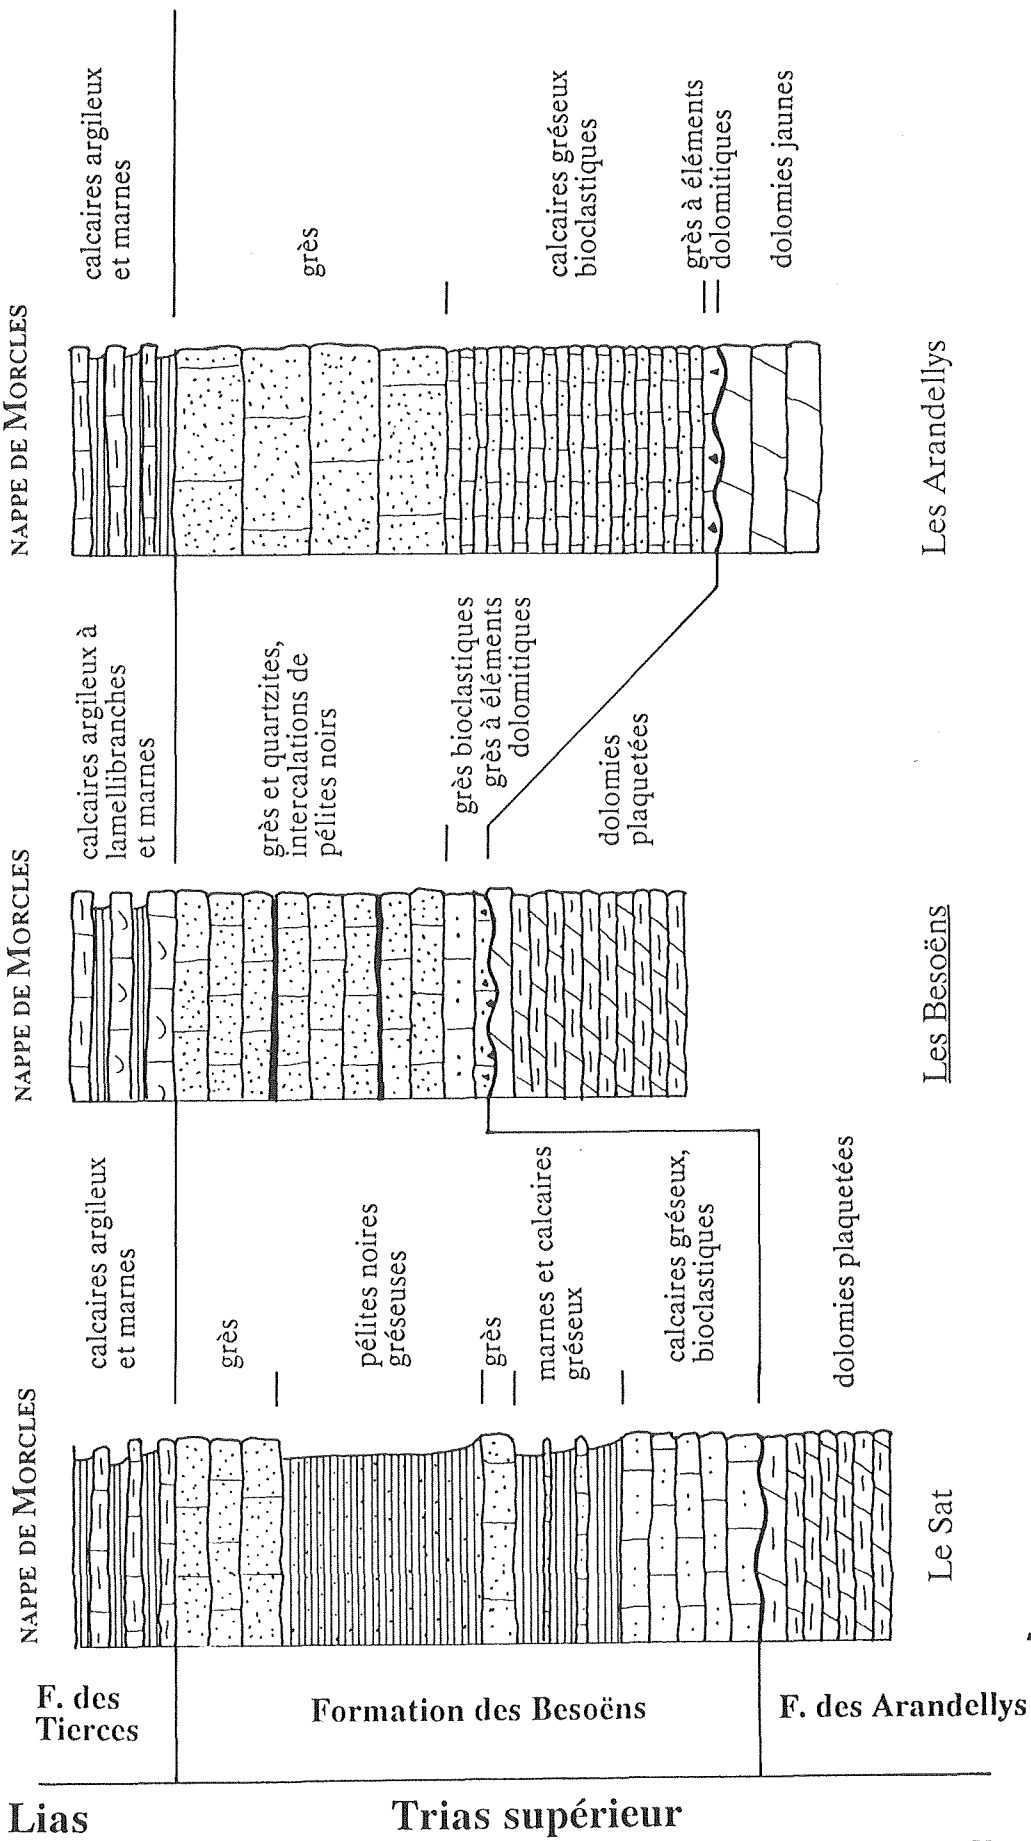 NAPPE DE MORCLES
calcaires argileux
et marnes
grès
pélites noires
gréseuses
grès
marnes et calcaires
gréseux
calcaires gréseux,
bioclastiques
dolomies plaquetées
Le Sat
NAPPE DE MORCLES
calcaires argileux à
lamellibranches
et marnes
grès et quartzites,
intercalations de
pélites noirs
grès bioclastiques
grès à éléments
dolomitiques
dolomies
plaquetées
Les Besoëns
NAPPE DE MORCLES
calcaires argileux
et marnes
grès
calcaires gréseux
bioclastiques
grès à éléments
dolomitiques
dolomies jaunes
Les Arandellys
F. des
Tierces
Formation des Besoëns
F. des Arandellys
Lias
Trias supérieur